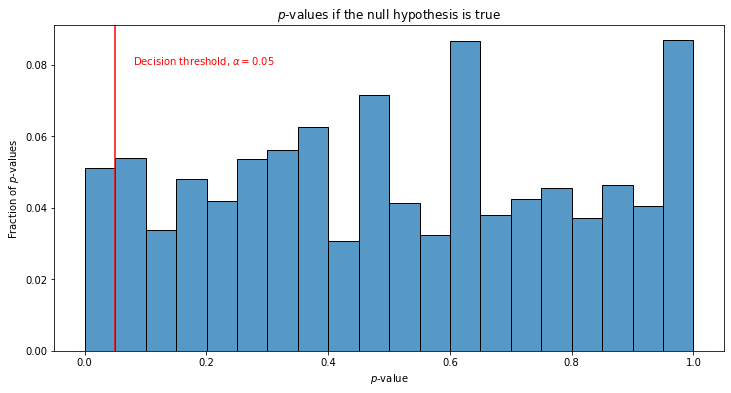 p-values if the null hypothesis is true
Decision threshold, α = 0.05
Fraction of p-values
0.08
0.06
0.04
0.02
0.00
0.0 0.2 0.4 0.6 0.8 1.0
p-value